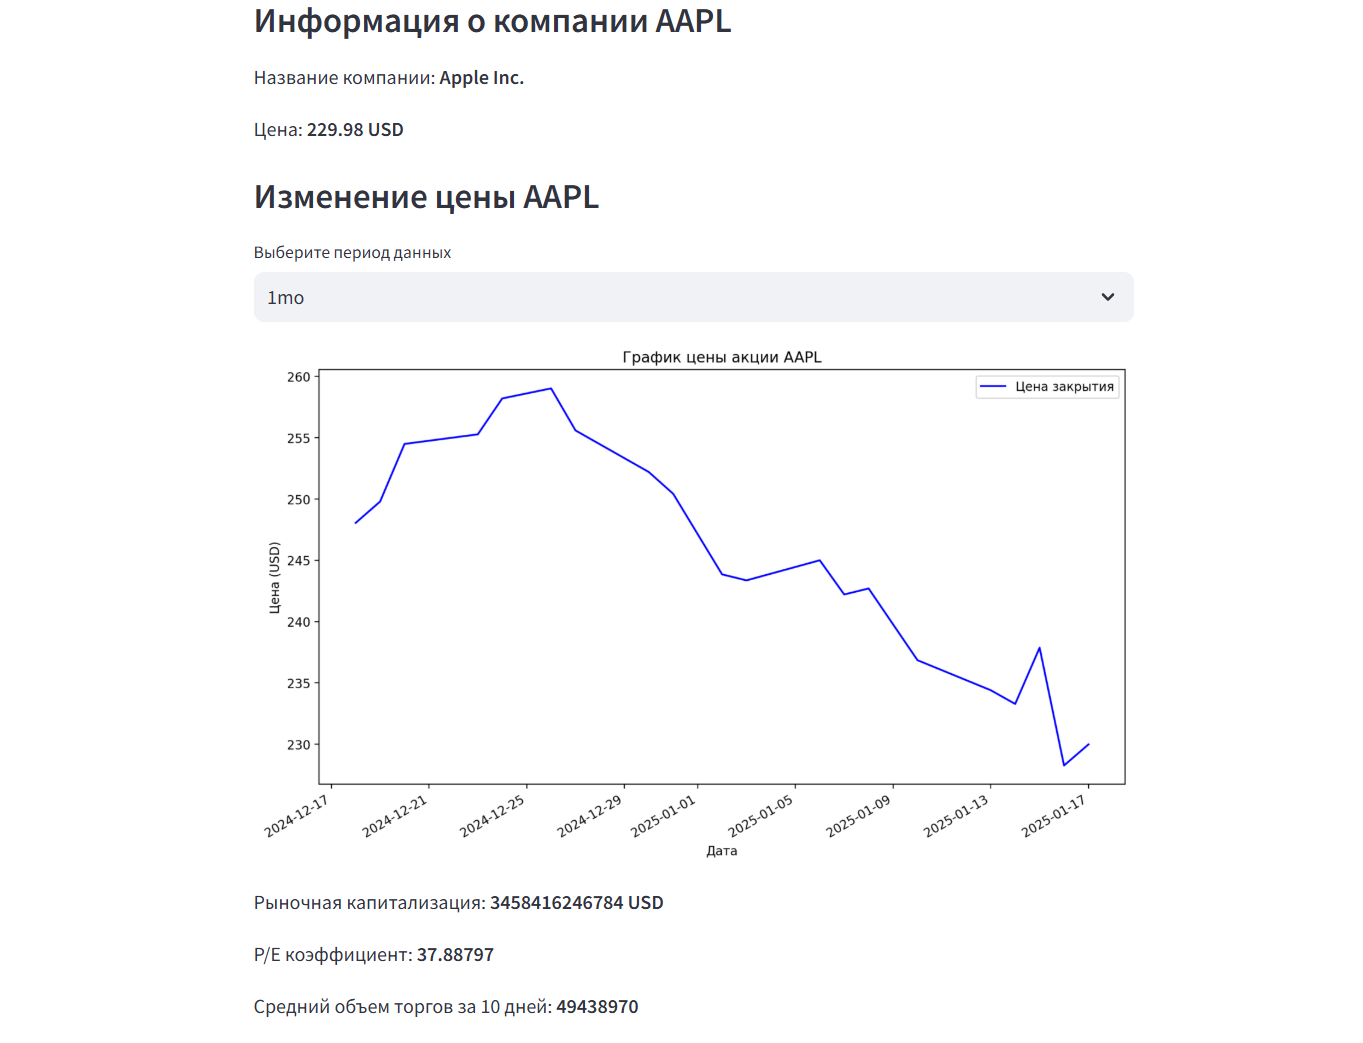 Информация о компании AAPL
Название компании: Apple Inc.
Цена: 229.98 USD
Изменение цены AAPL
Выберите период данных
1mo
График цены акции AAPL
Цена закрытия
260
255
250
245
240
235
230
Цена (USD)
2024-12-17
2024-12-21
2024-12-25
2024-12-29
2025-01-01
2025-01-05
2025-01-09
2025-01-13
2025-01-17
Дата
Рыночная капитализация: 3458416246784 USD
P/E коэффициент: 37.88797
Средний объем торгов за 10 дней: 49438970